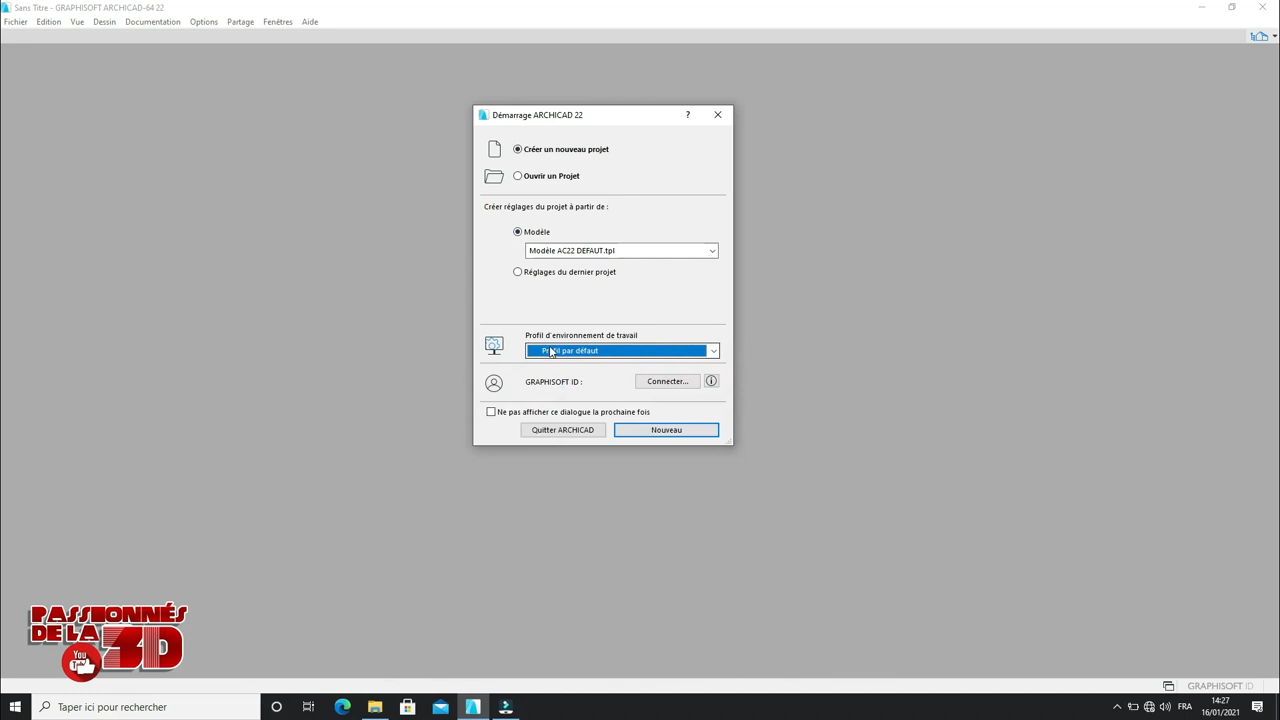 Sans Titre - GRAPHISOFT ARCHICAD-64 22
Fichier Edition Vue Dessin Documentation Options Partage Fenêtres Aide
Démarrage ARCHICAD 22
?
Créer un nouveau projet
Ouvrir un Projet
Créer réglages du projet à partir de :
Modèle
Modèle AC22 DEFAUT.tpl
Réglages du dernier projet
Profil d'environnement de travail
Profil par défaut
GRAPHISOFT ID :
Connecter...
Ne pas afficher ce dialogue la prochaine fois
Quitter ARCHICAD
Nouveau
PASSIONNÉS
DE LA 3D
You
Tube
GRAPHISOFT ID
Taper ici pour rechercher
FRA
14:27
16/01/2021